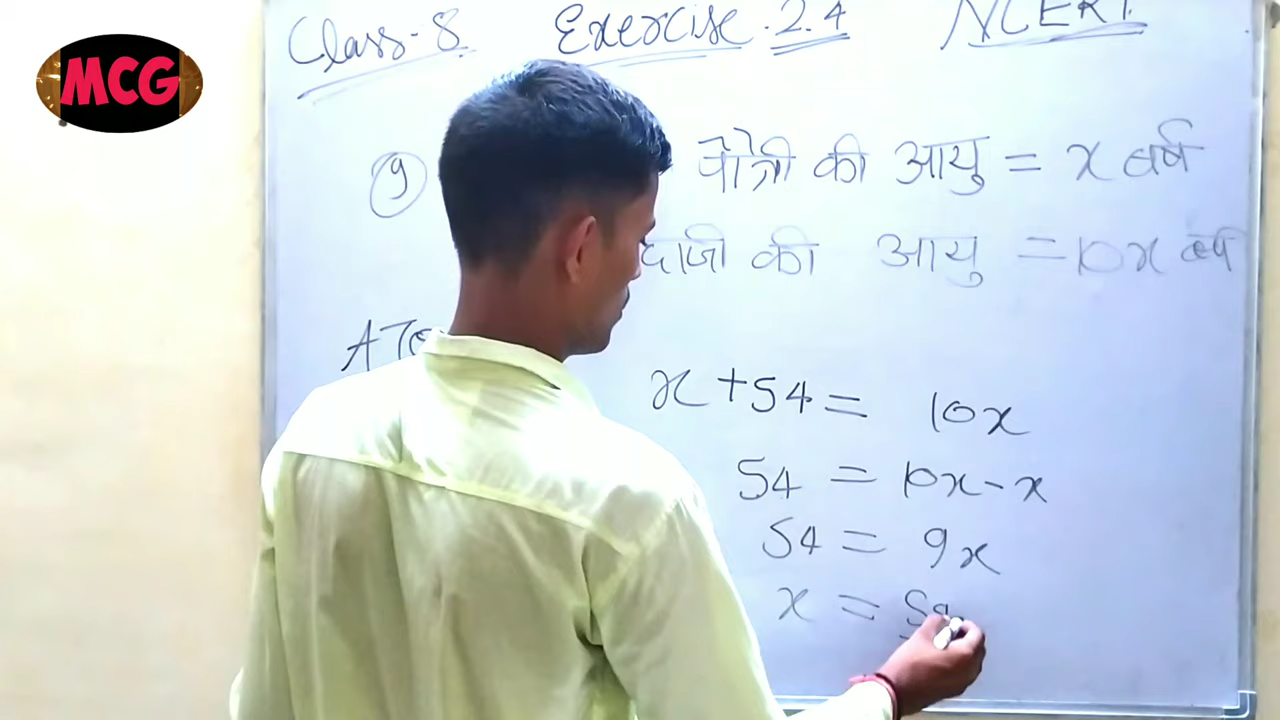 MCG
Class-8 Exercise 2.4 NCERT
9 पोत्री की आयु = x वर्ष
दाजी की आयु = 10x वर्ष
x + 54 = 10x
54 = 10x - x
54 = 9x
x =